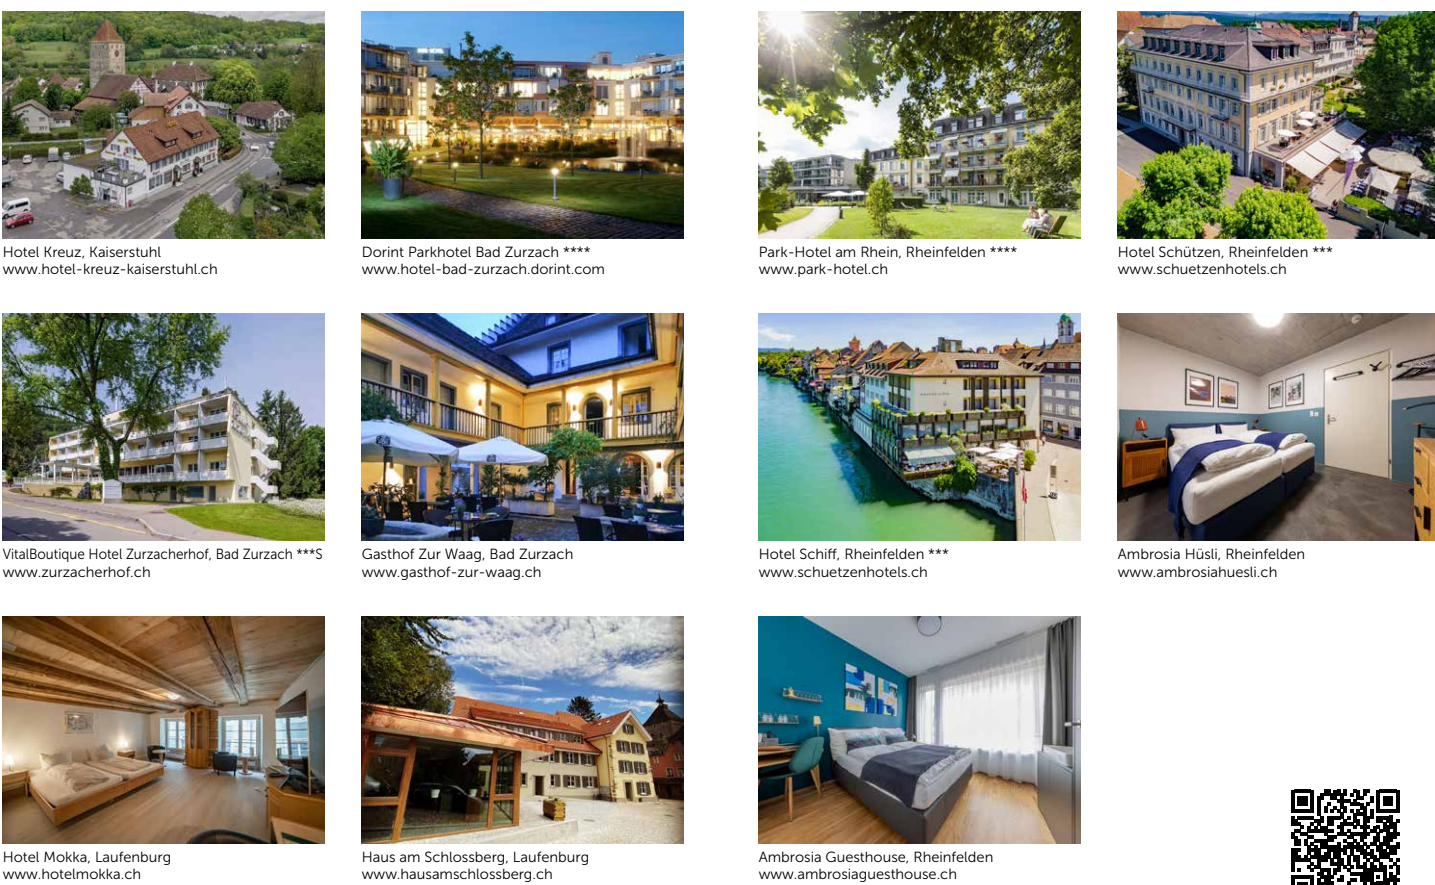 Hotel Kreuz, Kaiserstuhl
www.hotel-kreuz-kaiserstuhl.ch
Dorint Parkhotel Bad Zurzach ****
www.hotel-bad-zurzach.dorint.com
Park-Hotel am Rhein, Rheinfelden ****
www.park-hotel.ch
Hotel Schützen, Rheinfelden ***
www.schuetzenhotels.ch
VitalBoutique Hotel Zurzacherhof, Bad Zurzach ***S
www.zurzacherhof.ch
Gasthof Zur Waag, Bad Zurzach
www.gasthof-zur-waag.ch
Hotel Schiff, Rheinfelden ***
www.schuetzenhotels.ch
Ambrosia Hüsli, Rheinfelden
www.ambrosiahuesli.ch
Hotel Mokka, Laufenburg
www.hotelmokka.ch
Haus am Schlossberg, Laufenburg
www.hausamschlossberg.ch
Ambrosia Guesthouse, Rheinfelden
www.ambrosiaguesthouse.ch